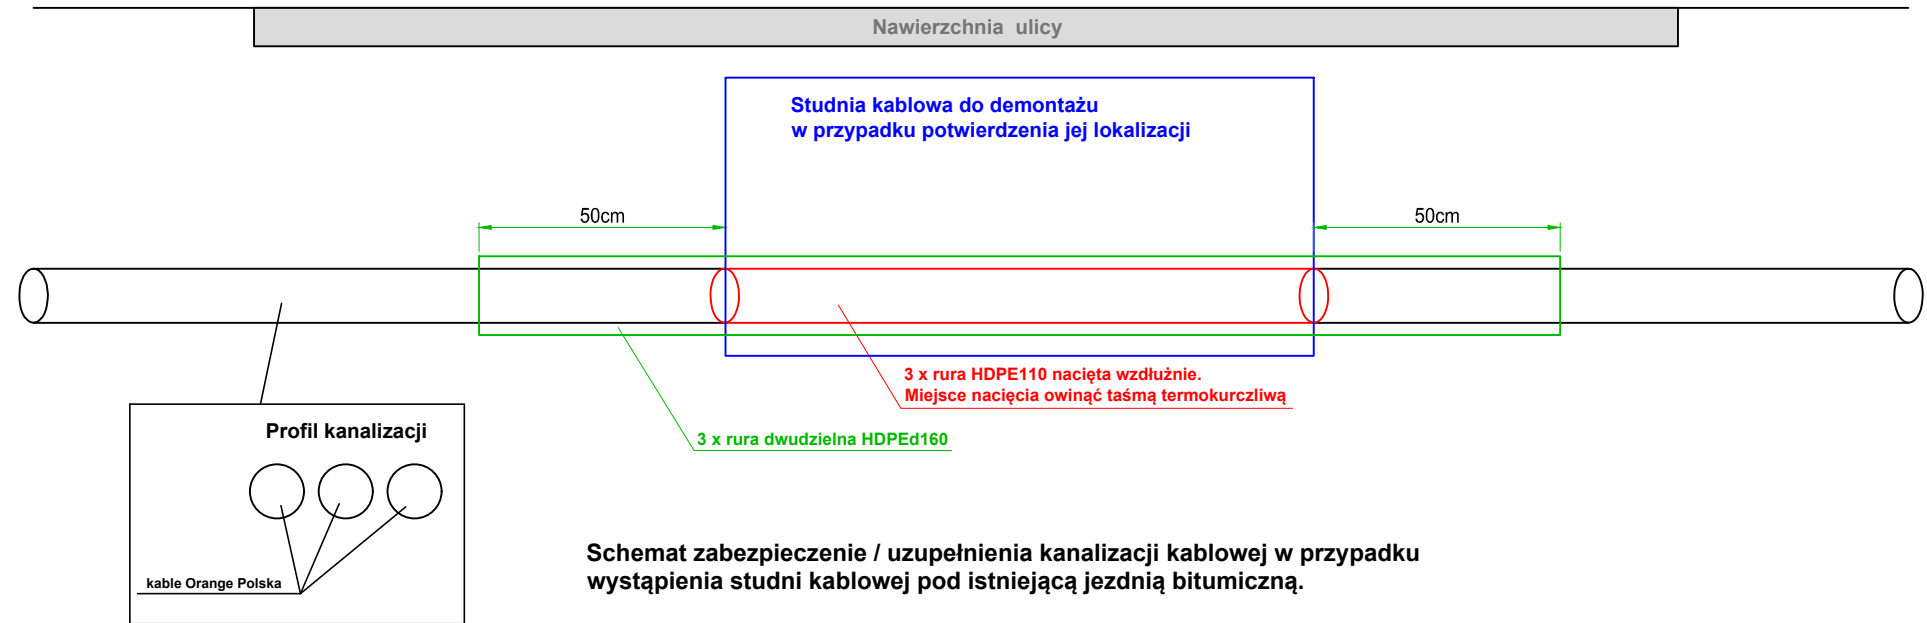 Nawierzchnia ulicy
Studnia kablowa do demontażu
w przypadku potwierdzenia jej lokalizacji
50cm
50cm
3 x rura HDPE110 nacięta wzdłużnie.
Miejsce nacięcia owinąć taśmą termokurczliwą
3 x rura dwudzielna HDPEd160
Profil kanalizacji
kable Orange Polska
Schemat zabezpieczenie / uzupełnienia kanalizacji kablowej w przypadku
wystąpienia studni kablowej pod istniejącą jezdnią bitumiczną.